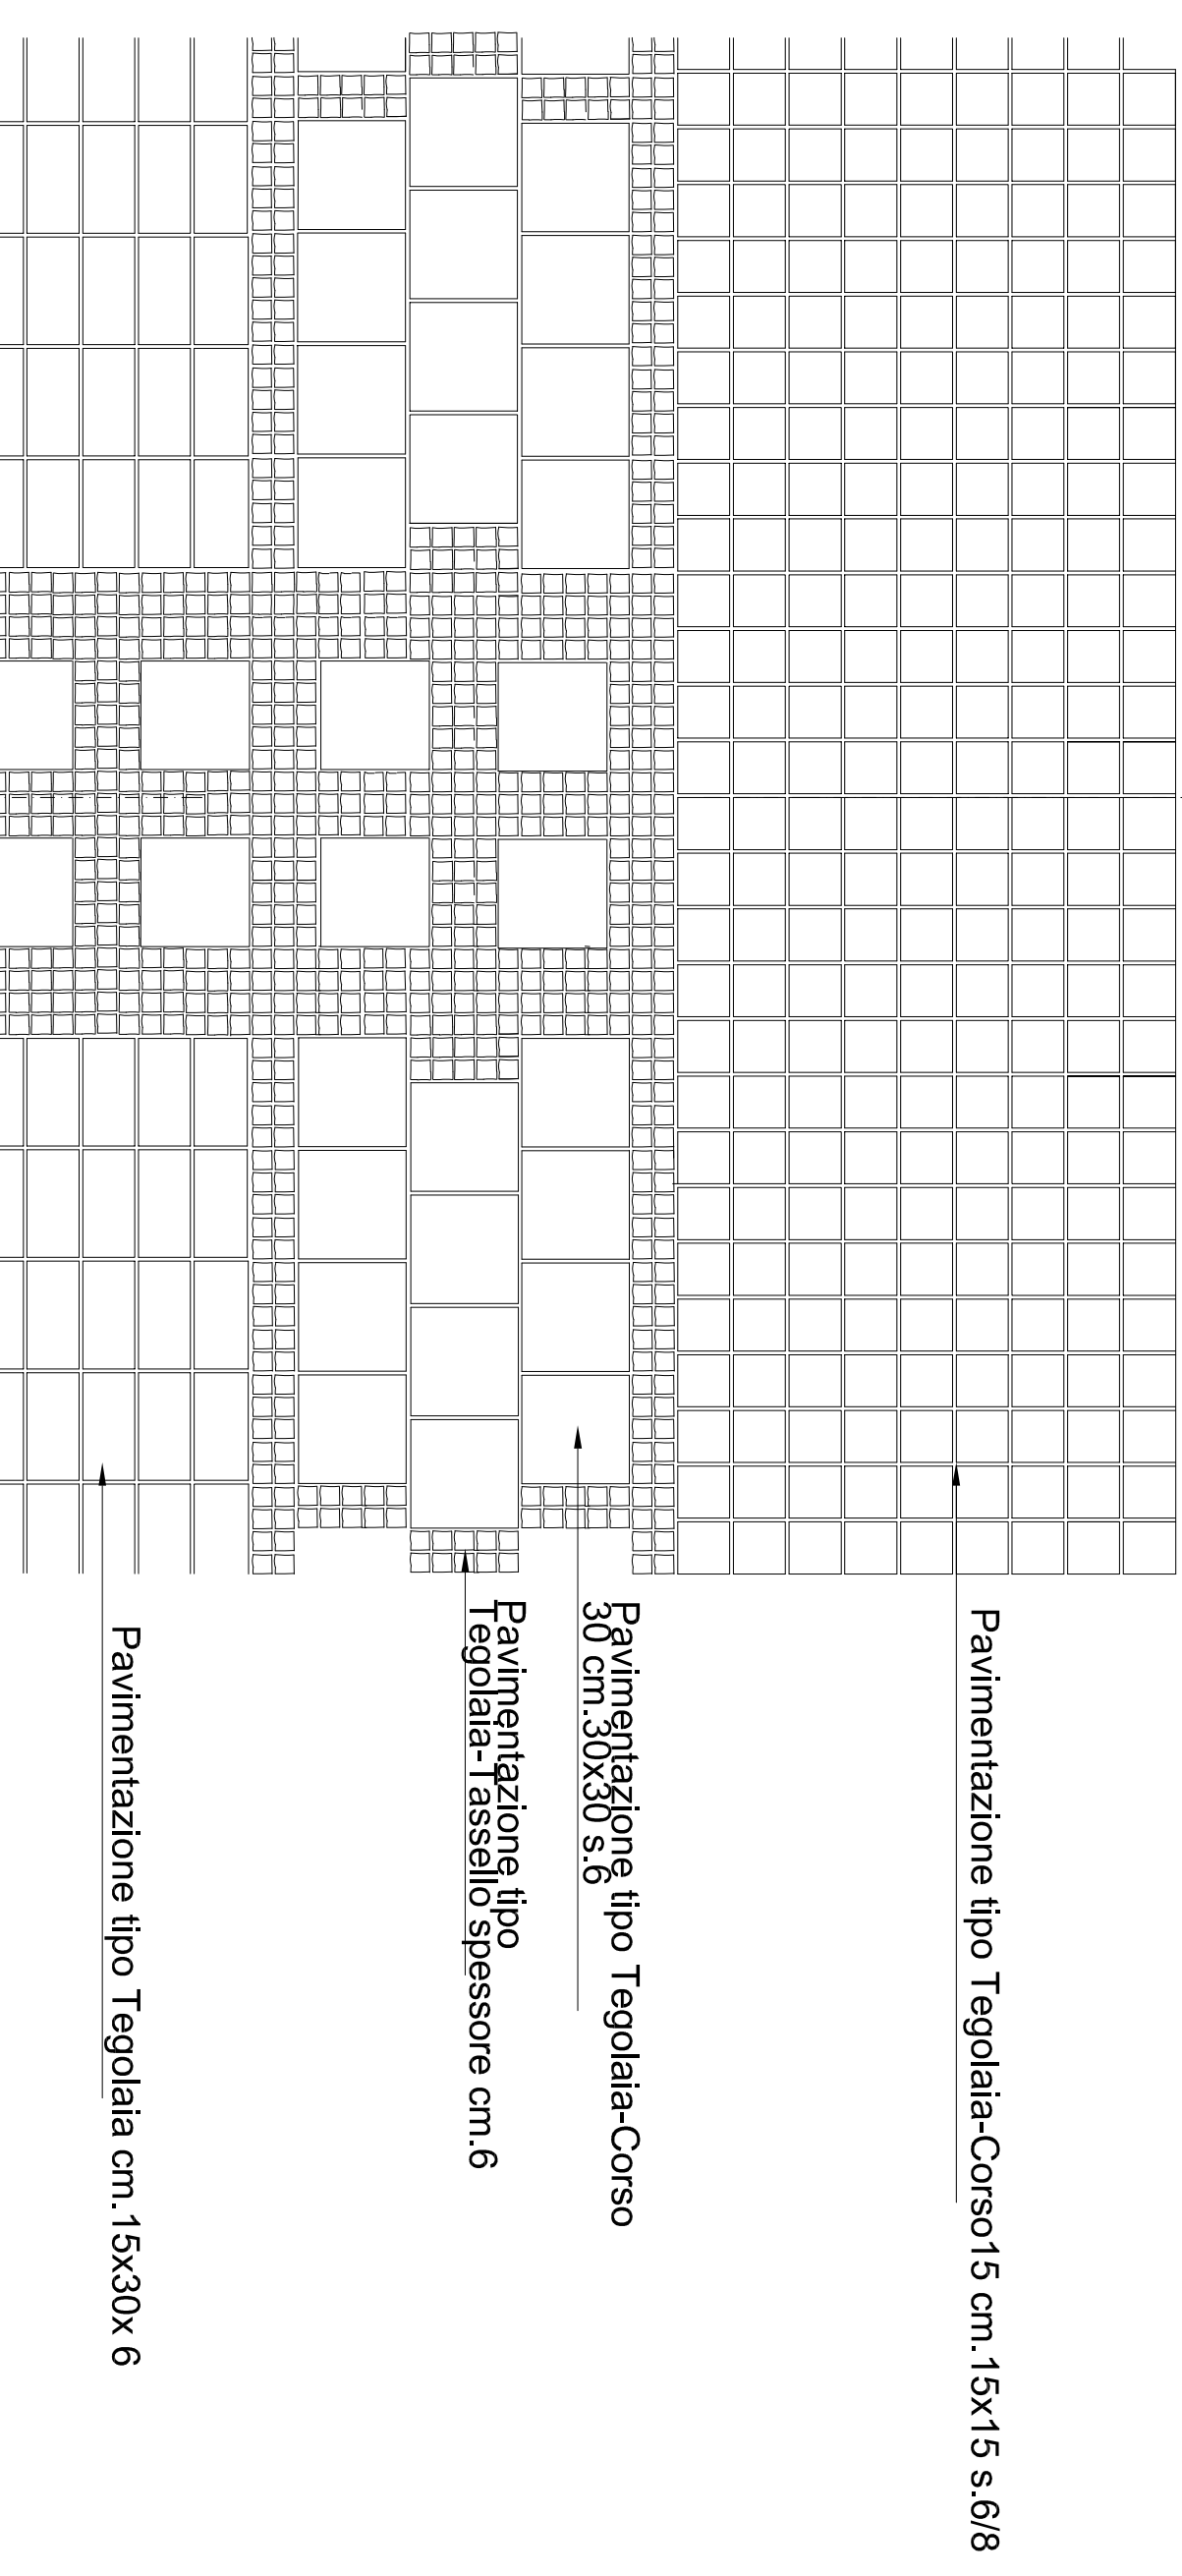 Pavimentazione tipo Tegolaia-Corso15 cm.15x15 s.6/8
Pavimentazione tipo Tegolaia-Corso
30 cm.30x30 s.6
Pavimentazione tipo
Tegolaia-Tassello spessore cm.6
Pavimentazione tipo Tegolaia cm.15x30x 6